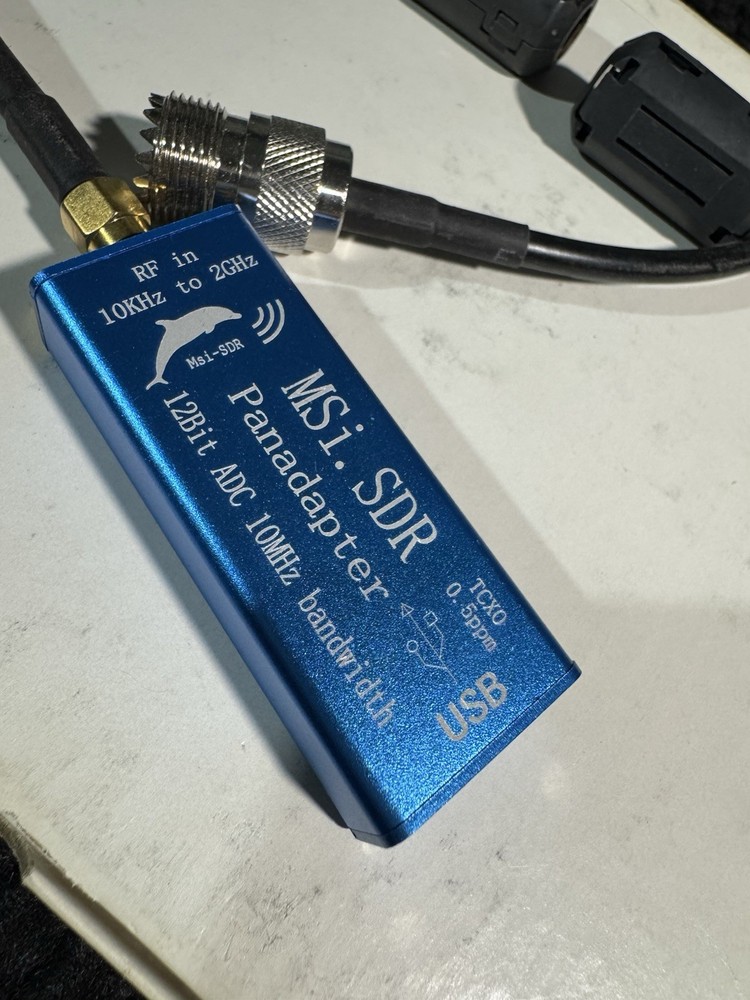 RF in
10KHz to 2GHz
Msi-SDR
MSi.SDR
Panadapter
12Bit ADC 10MHz bandwidth
TCXO
0.5ppm
USB